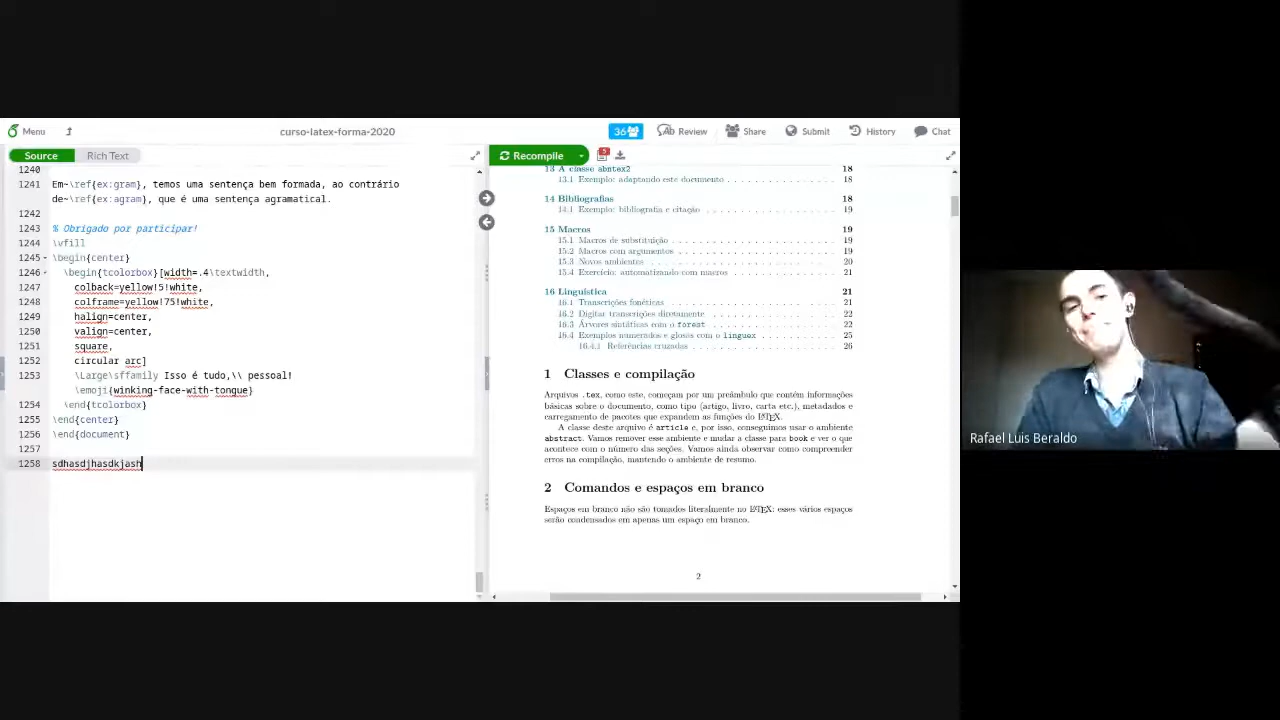 Menu
curso-latex-forma-2020
36
Review
Share
Submit
History
Chat
Source
Rich Text
Recompile
5
1240
1241 Em~\ref{ex:gram}, temos uma sentença bem formada, ao contrário
de~\ref{ex:agram}, que é uma sentença agramatical.
1242
1243 % Obrigado por participar!
1244 \vfill
1245 \begin{center}
1246 \begin{tcolorbox}[width=.4\textwidth,
1247 colback=yellow!5!white,
1248 colframe=yellow!75!white,
1249 halign=center,
1250 valign=center,
1251 square,
1252 circular arc]
1253 \Large\sffamily Isso é tudo,\\ pessoal!
\emoji{winking-face-with-tongue}
1254 \end{tcolorbox}
1255 \end{center}
1256 \end{document}
1257
1258 sdhasdjhasdkjash
13 A classe abntex2 18
13.1 Exemplo: adaptando este documento 18
14 Bibliografias 18
14.1 Exemplo: bibliografia e citação 19
15 Macros 19
15.1 Macros de substituição 19
15.2 Macros com argumentos 19
15.3 Novos ambientes 20
15.4 Exercício: automatizando com macros 21
16 Linguística 21
16.1 Transcrições fonéticas 21
16.2 Digitar transcrições diretamente 22
16.3 Árvores sintáticas com o forest 22
16.4 Exemplos numerados e glosas com o linguex 25
16.4.1 Referências cruzadas 26
1 Classes e compilação
Arquivos .tex, como este, começam por um preâmbulo que contém informações
básicas sobre o documento, como tipo (artigo, livro, carta etc.), metadados e
carregamento de pacotes que expandem as funções do LATEX.
A classe deste arquivo é article e, por isso, conseguimos usar o ambiente
abstract. Vamos remover esse ambiente e mudar a classe para book e ver o que
acontece com o número das seções. Vamos ainda observar como compreender
erros na compilação, mantendo o ambiente de resumo.
2 Comandos e espaços em branco
Espaços em branco não são tomados literalmente no LATEX: esses vários espaços
serão condensados em apenas um espaço em branco.
2
Rafael Luis Beraldo